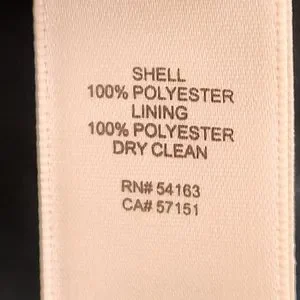 SHELL
100% POLYESTER
LINING
100% POLYESTER
DRY CLEAN
RN# 54163
CA# 57151